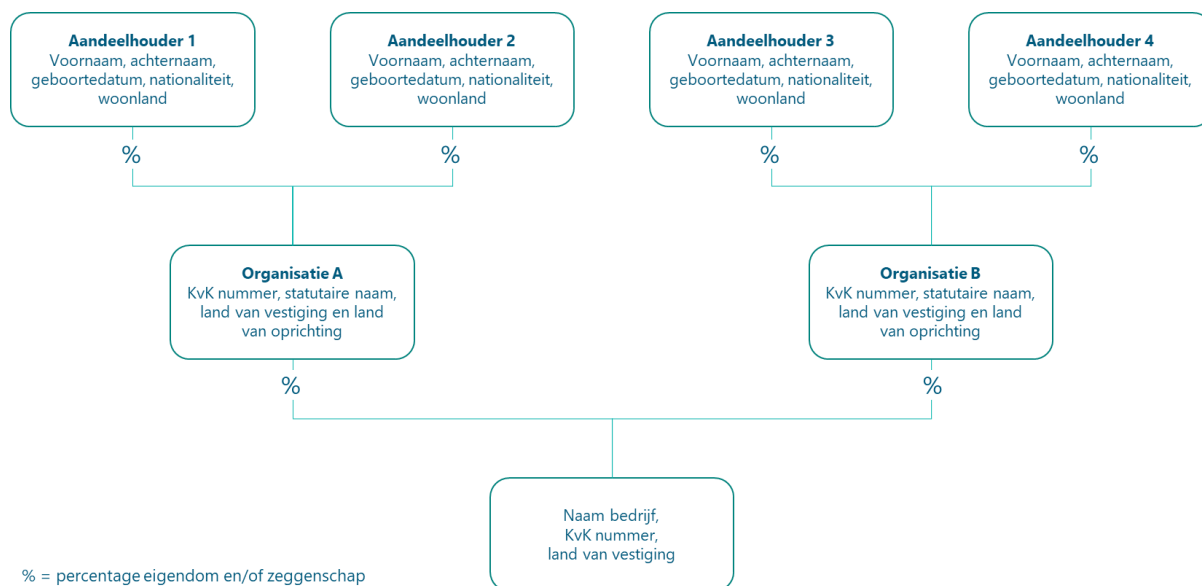 Aandeelhouder 1
Voornaam, achternaam,
geboortedatum, nationaliteit,
woonland
Aandeelhouder 2
Voornaam, achternaam,
geboortedatum, nationaliteit,
woonland
Aandeelhouder 3
Voornaam, achternaam,
geboortedatum, nationaliteit,
woonland
Aandeelhouder 4
Voornaam, achternaam,
geboortedatum, nationaliteit,
woonland
%
%
%
%
Organisatie A
KvK nummer, statutaire naam,
land van vestiging en land
van oprichting
Organisatie B
KvK nummer, statutaire naam,
land van vestiging en land
van oprichting
%
%
Naam bedrijf,
KvK nummer,
land van vestiging
% = percentage eigendom en/of zeggenschap